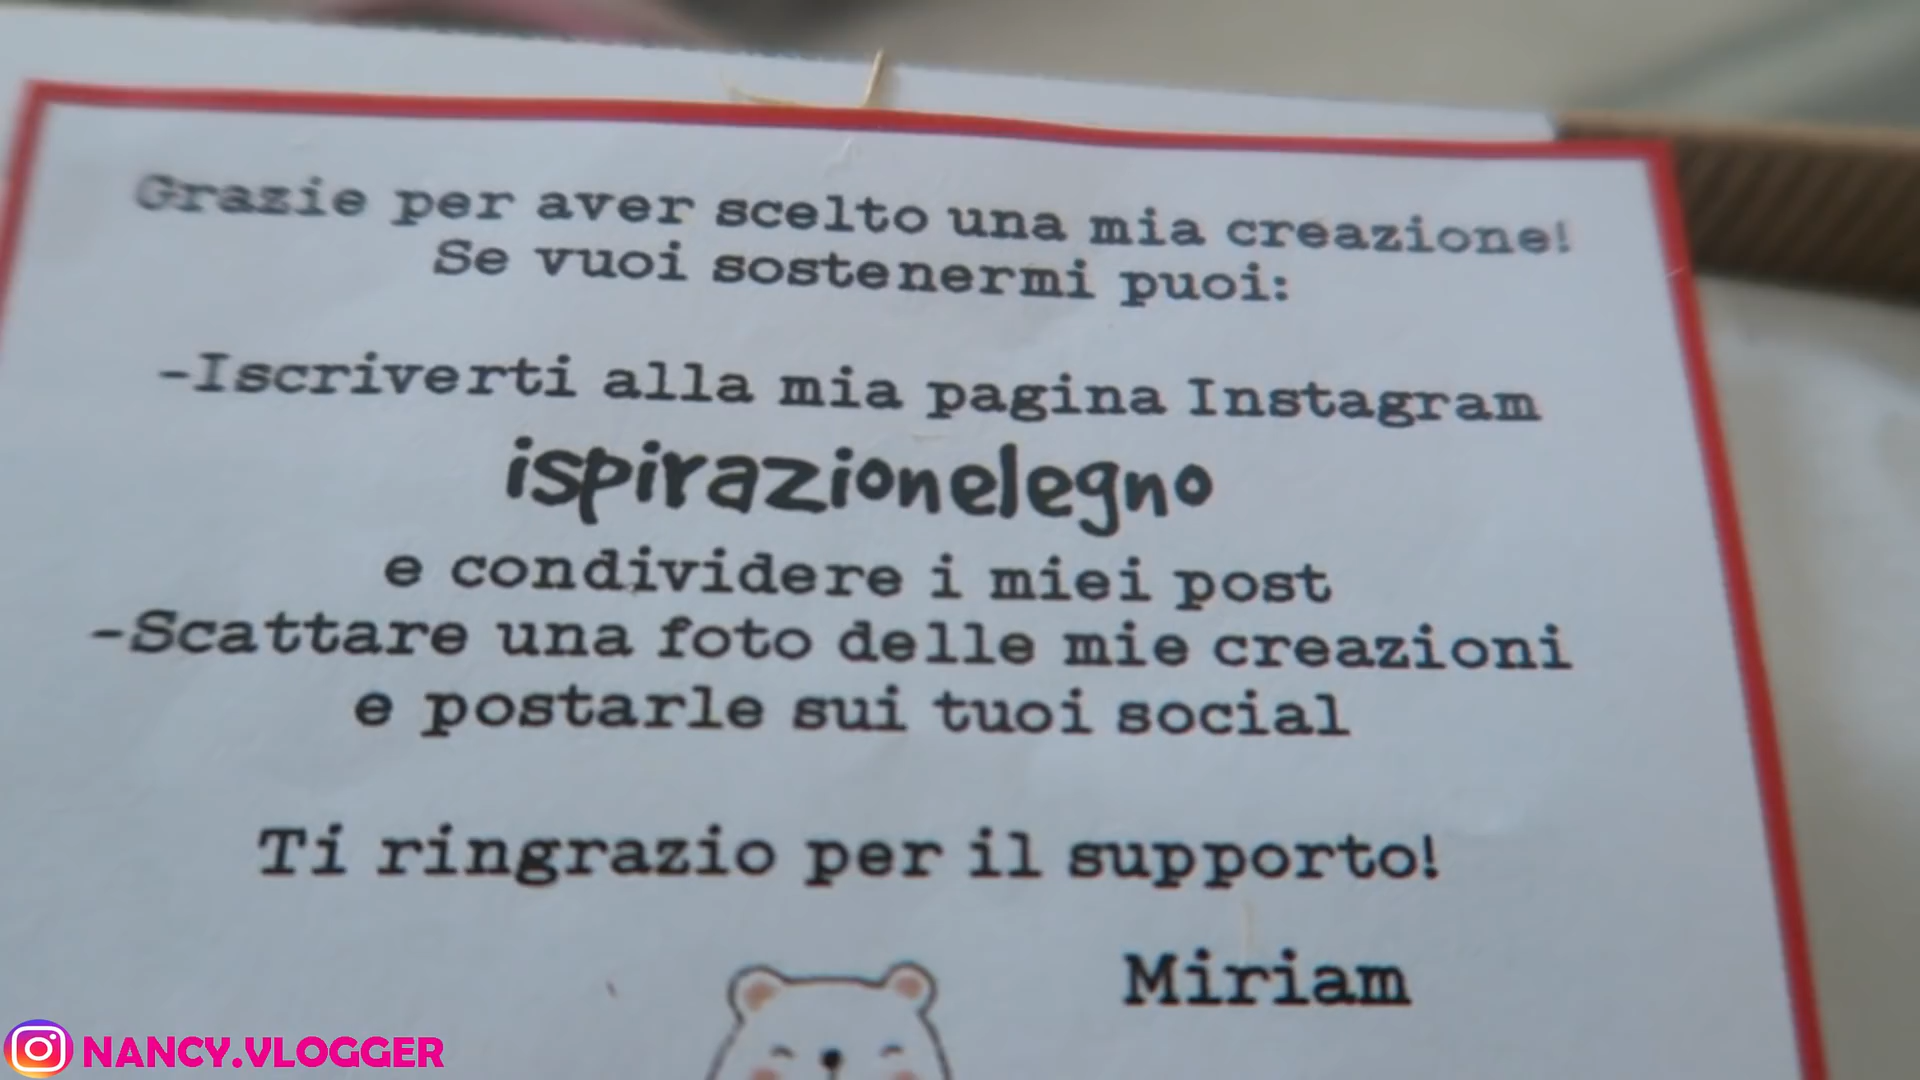 Grazie per aver scelto una mia creazione!
Se vuoi sostenermi puoi:
-Iscriverti alla mia pagina Instagram
ispirazionelegno
e condividere i miei post
-Scattare una foto delle mie creazioni
e postarle sui tuoi social
Ti ringrazio per il supporto!
Miriam
NANCY.VLOGGER